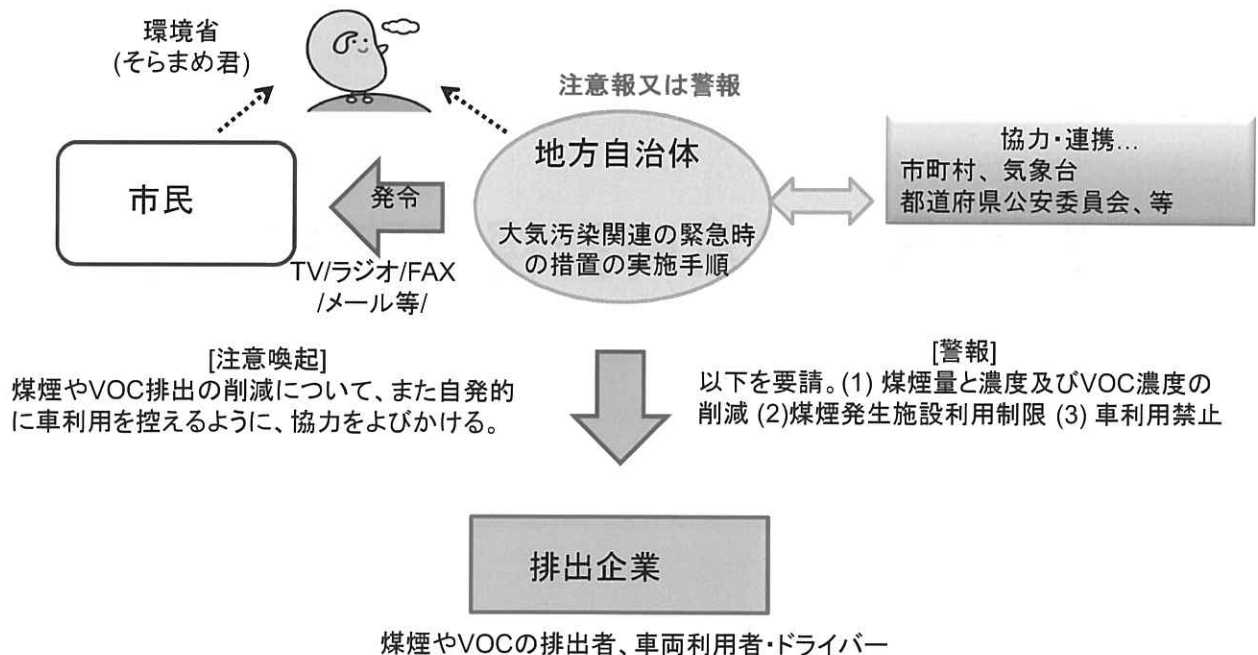 環境省
(そらまめ君)
注意報又は警報
市民
発令
TV/ラジオ/FAX
/メール等/
地方自治体
大気汚染関連の緊急時
の措置の実施手順
協力・連携…
市町村、気象台
都道府県公安委員会、等
[注意喚起]
煤煙やVOC排出の削減について、また自発的
に車利用を控えるように、協力をよびかける。
[警報]
以下を要請。(1) 煤煙量と濃度及びVOC濃度の
削減 (2)煤煙発生施設利用制限 (3) 車利用禁止
排出企業
煤煙やVOCの排出者、車両利用者・ドライバー